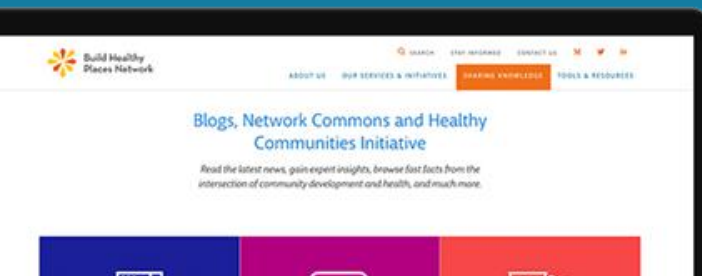 Build Healthy
Places Network
SEARCH STAY INFORMED CONTACT US
ABOUT US OUR SERVICES & INITIATIVES SHARING KNOWLEDGE TOOLS & RESOURCES
Blogs, Network Commons and Healthy
Communities Initiative
Read the latest news, gain expert insights, browse fast facts from the
intersection of community development and health, and much more.